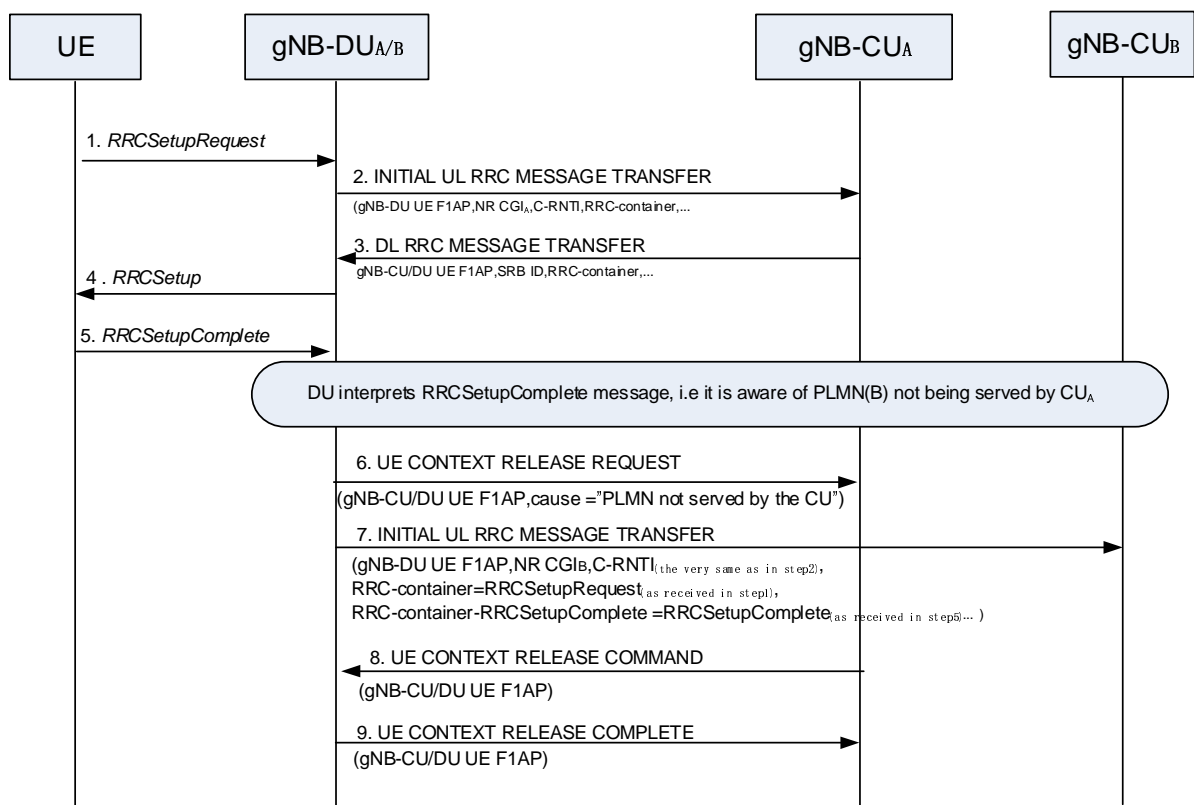 UE
gNB-DUA/B
gNB-CUA
gNB-CUB
1. RRCSetupRequest
2. INITIAL UL RRC MESSAGE TRANSFER
(gNB-DU UE F1AP,NR CGIA,C-RNTI,RRC-container,...
3. DL RRC MESSAGE TRANSFER
gNB-CU/DU UE F1AP,SRB ID,RRC-container,...
4 . RRCSetup
5. RRCSetupComplete
DU interprets RRCSetupComplete message, i.e it is aware of PLMN(B) not being served by CUA
6. UE CONTEXT RELEASE REQUEST
(gNB-CU/DU UE F1AP,cause =”PLMN not served by the CU”)
7. INITIAL UL RRC MESSAGE TRANSFER
(gNB-DU UE F1AP,NR CGIB,C-RNTI(the very same as in step2),
RRC-container=RRCSetupRequest(as received in step1),
RRC-container-RRCSetupComplete =RRCSetupComplete(as received in step5)... )
8. UE CONTEXT RELEASE COMMAND
(gNB-CU/DU UE F1AP)
9. UE CONTEXT RELEASE COMPLETE
(gNB-CU/DU UE F1AP)